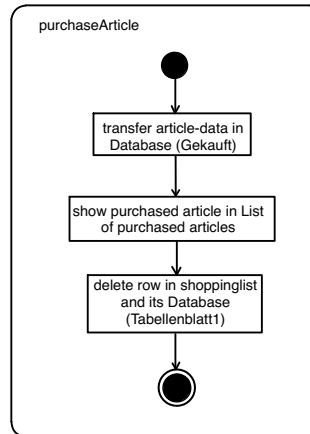 purchaseArticle
transfer article-data in
Database (Gekauft)
show purchased article in List
of purchased articles
delete row in shoppinglist
and its Database
(Tabellenblatt1)